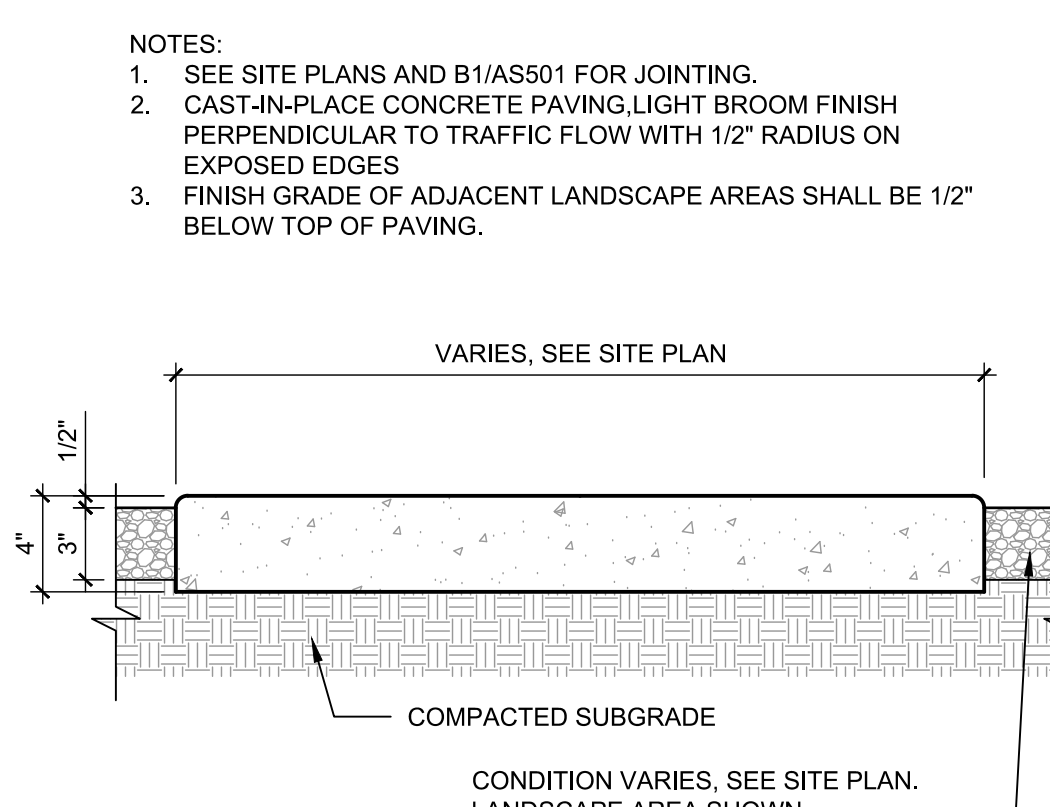 NOTES:
1. SEE SITE PLANS AND B1/AS501 FOR JOINTING.
2. CAST-IN-PLACE CONCRETE PAVING,LIGHT BROOM FINISH
PERPENDICULAR TO TRAFFIC FLOW WITH 1/2" RADIUS ON
EXPOSED EDGES
3. FINISH GRADE OF ADJACENT LANDSCAPE AREAS SHALL BE 1/2"
BELOW TOP OF PAVING.
VARIES, SEE SITE PLAN
1/2"
4"
3"
COMPACTED SUBGRADE
CONDITION VARIES, SEE SITE PLAN.
LANDSCAPE AREA SHOWN